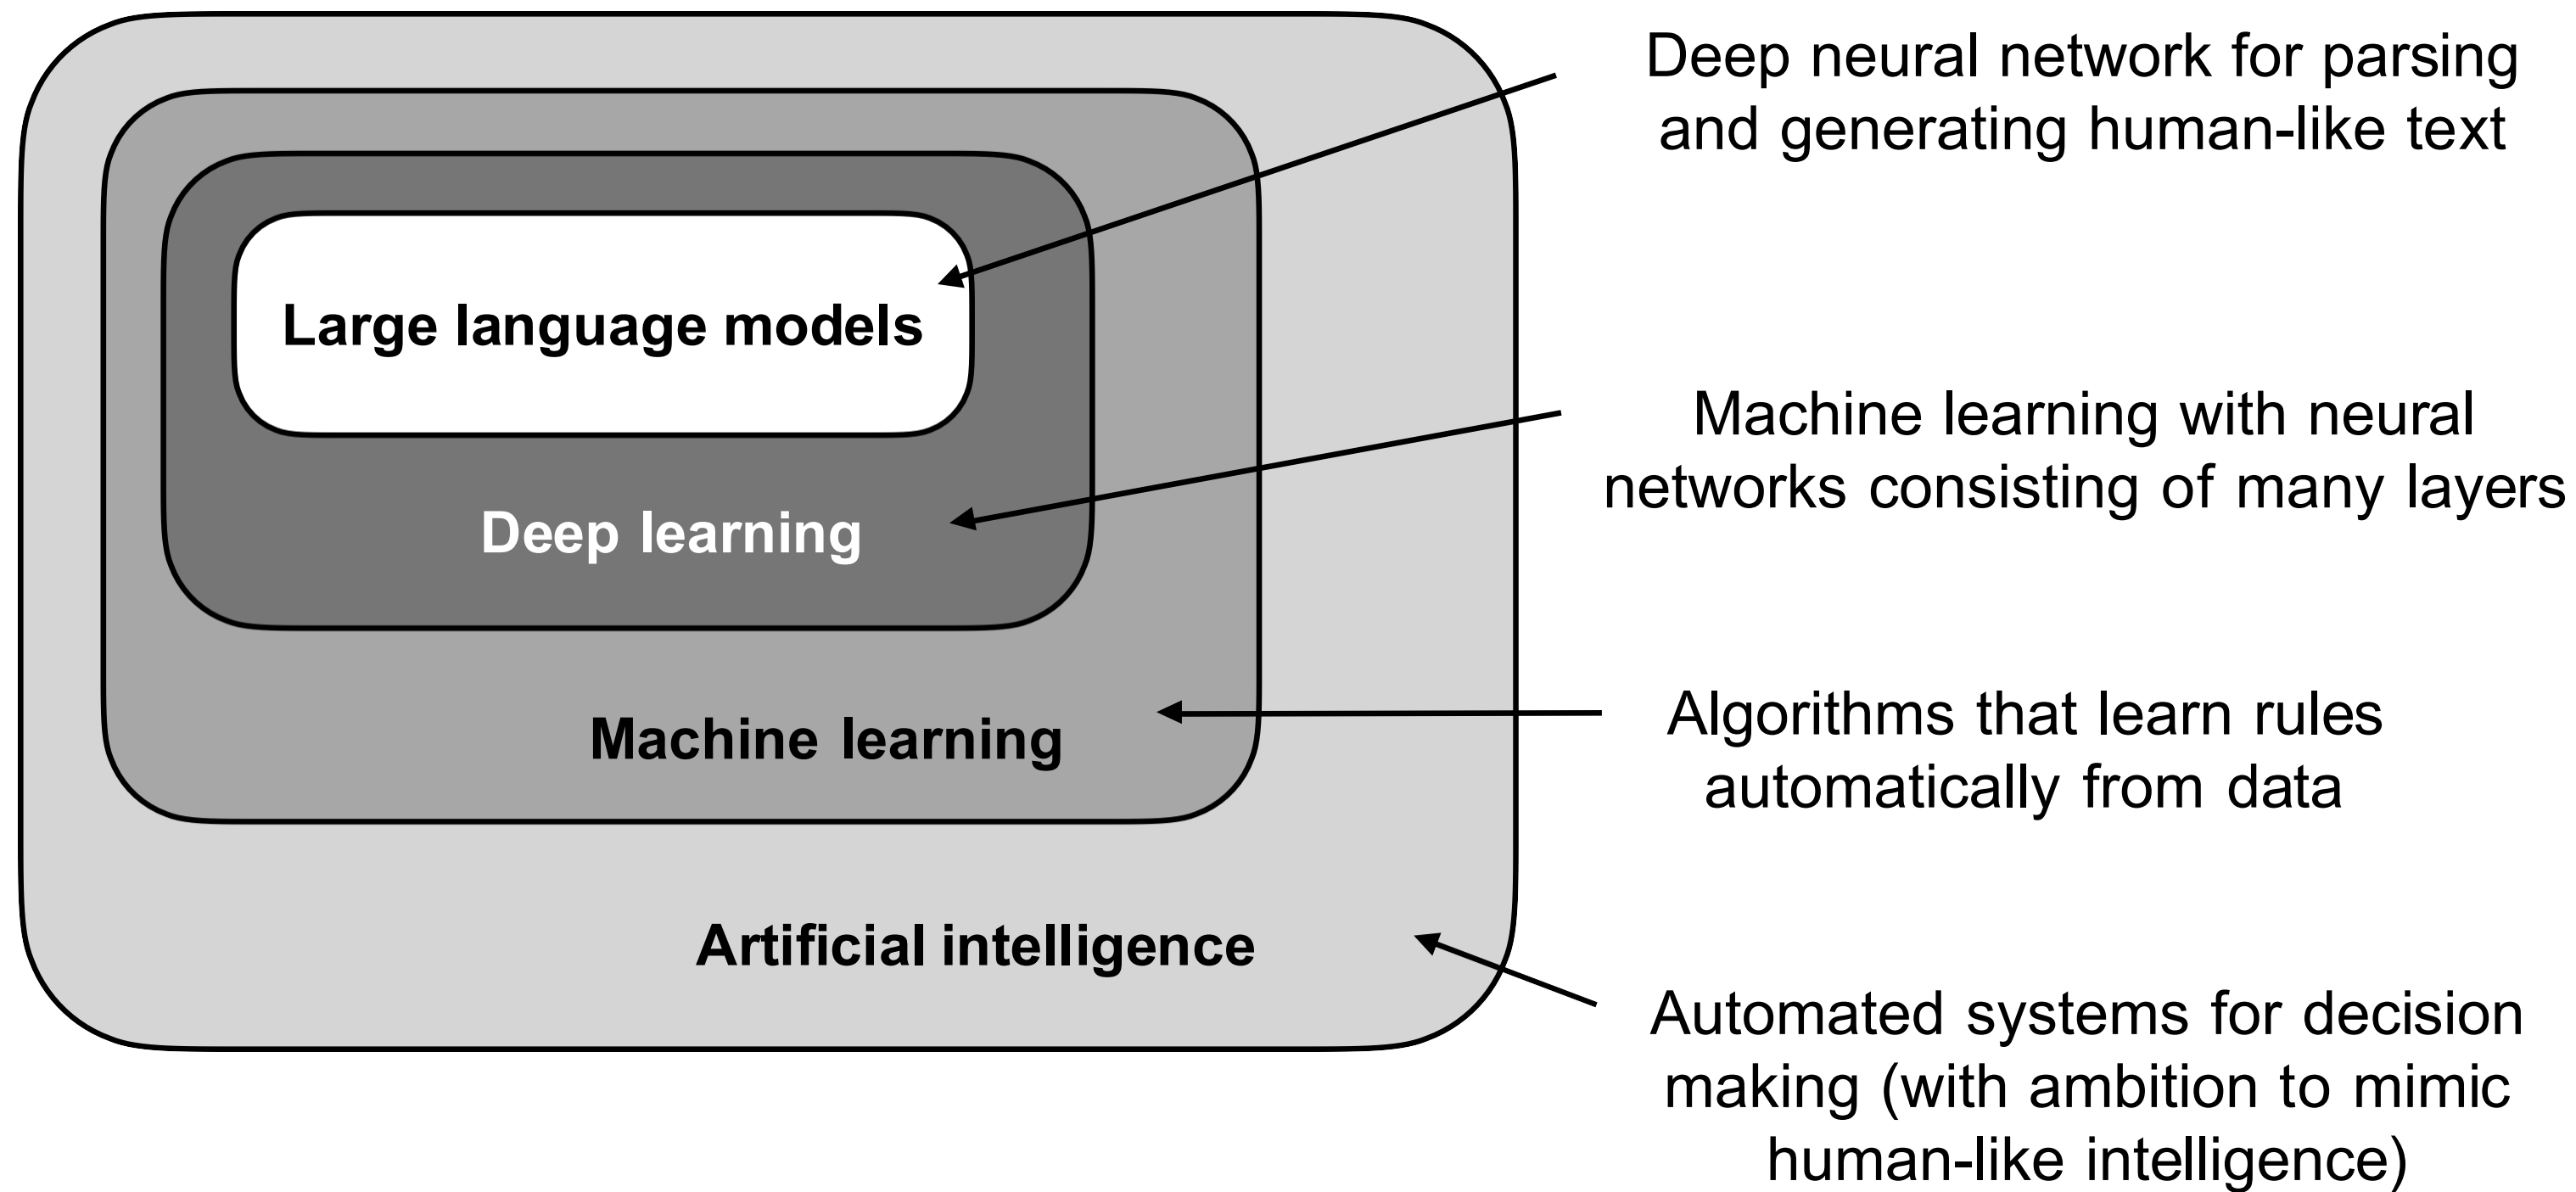 Deep neural network for parsing
and generating human-like text
Large language models
Machine learning with neural
networks consisting of many layers
Deep learning
Algorithms that learn rules
automatically from data
Machine learning
Artificial intelligence
Automated systems for decision
making (with ambition to mimic
human-like intelligence)